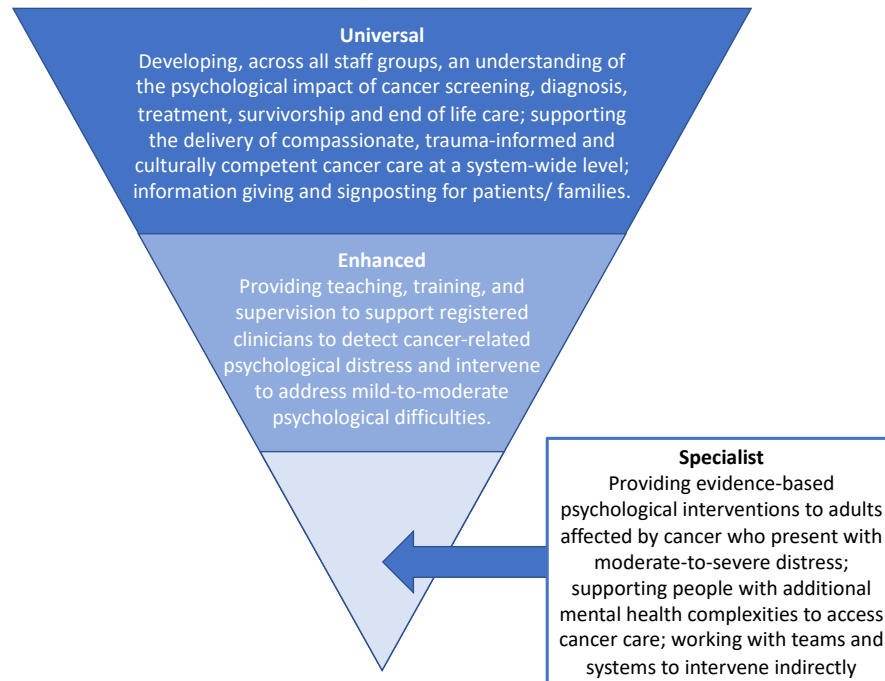 Universal
Developing, across all staff groups, an understanding of
the psychological impact of cancer screening, diagnosis,
treatment, survivorship and end of life care; supporting
the delivery of compassionate, trauma-informed and
culturally competent cancer care at a system-wide level;
information giving and signposting for patients/ families.
Enhanced
Providing teaching, training, and
supervision to support registered
clinicians to detect cancer-related
psychological distress and intervene
to address mild-to-moderate
psychological difficulties.
Specialist
Providing evidence-based
psychological interventions to adults
affected by cancer who present with
moderate-to-severe distress;
supporting people with additional
mental health complexities to access
cancer care; working with teams and
systems to intervene indirectly